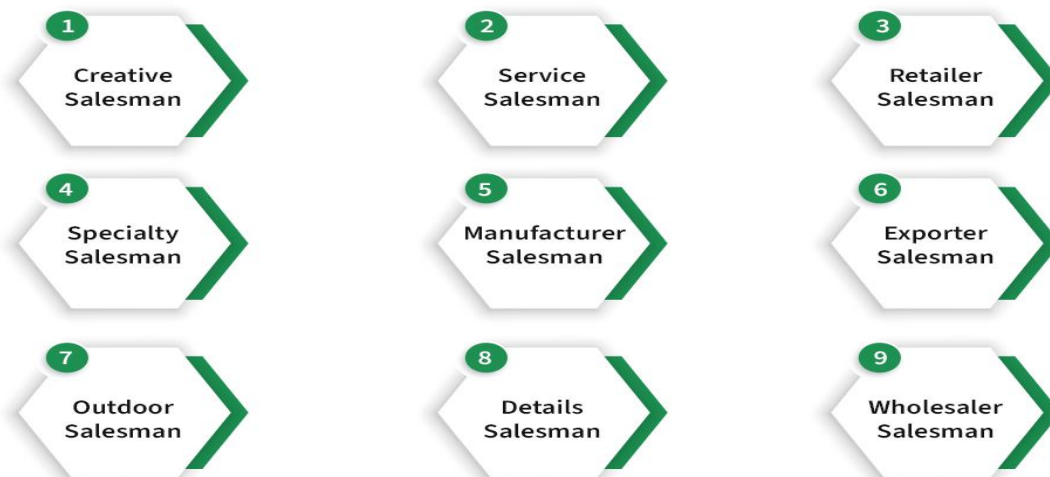 1
Creative
Salesman
2
Service
Salesman
3
Retailer
Salesman
4
Specialty
Salesman
5
Manufacturer
Salesman
6
Exporter
Salesman
7
Outdoor
Salesman
8
Details
Salesman
9
Wholesaler
Salesman